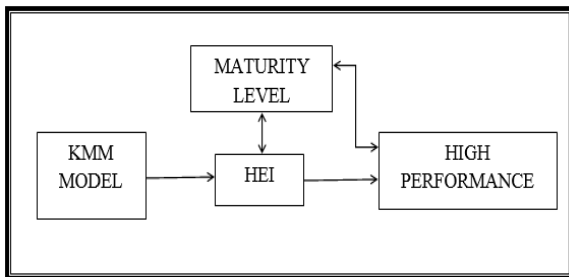 MATURITY
LEVEL
KMM
MODEL
HEI
HIGH
PERFORMANCE